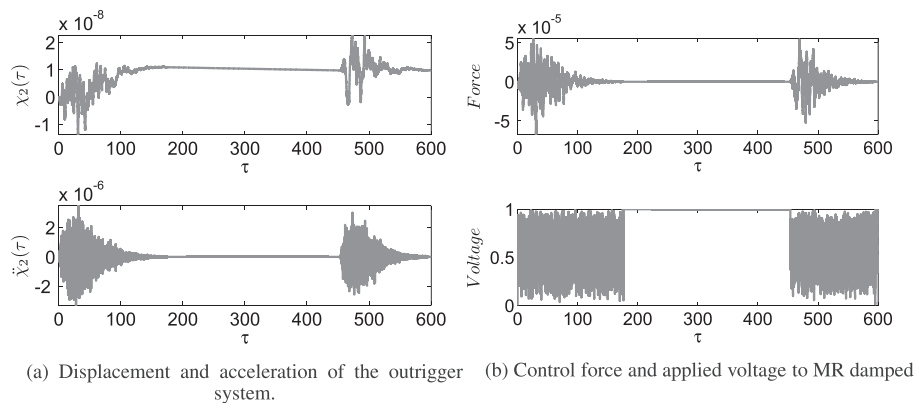 x 10⁻⁸
2
1
0
-1
χ₂(τ)
0 100 200 300 400 500 600
τ
x 10⁻⁶
2
0
-2
χ̈₂(τ)
0 100 200 300 400 500 600
τ
(a) Displacement and acceleration of the outrigger
system.
x 10⁻⁵
5
0
-5
Force
0 100 200 300 400 500 600
τ
1
0.5
0
Voltage
0 100 200 300 400 500 600
τ
(b) Control force and applied voltage to MR damped